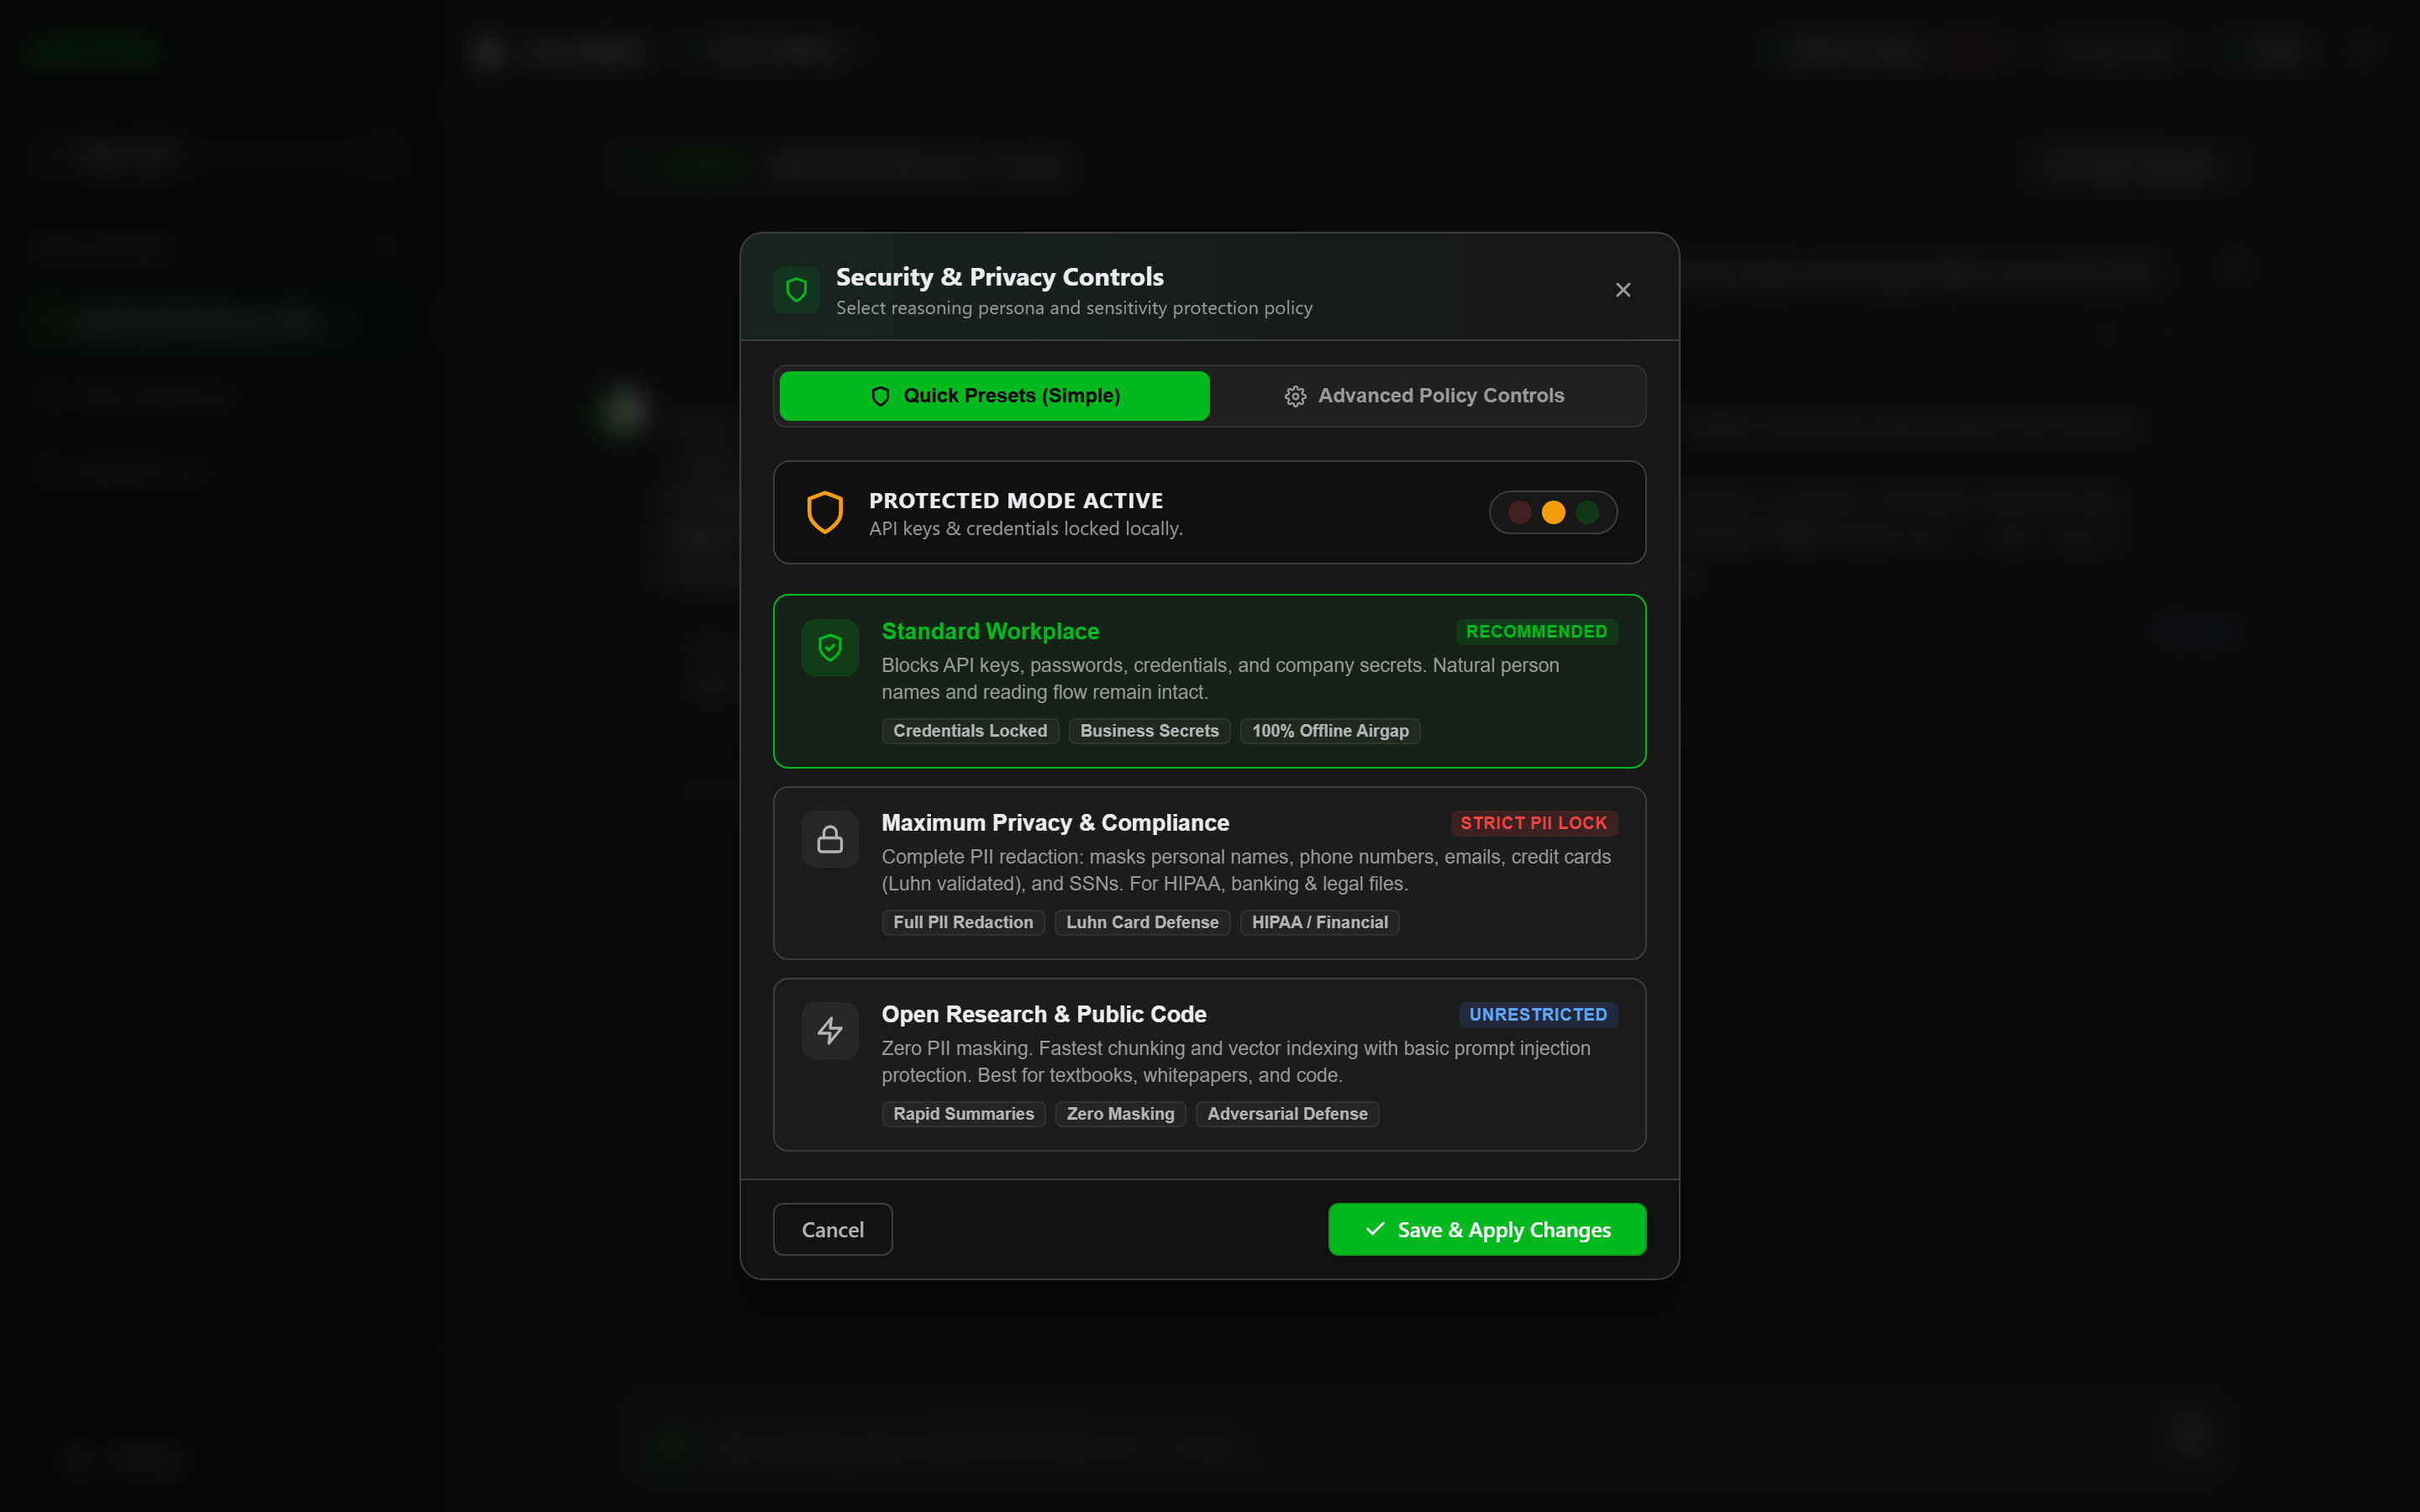 Security & Privacy Controls
Select reasoning persona and sensitivity protection policy
Quick Presets (Simple)
Advanced Policy Controls
PROTECTED MODE ACTIVE
API keys & credentials locked locally.
Standard Workplace
RECOMMENDED
Blocks API keys, passwords, credentials, and company secrets. Natural person
names and reading flow remain intact.
Credentials Locked
Business Secrets
100% Offline Airgap
Maximum Privacy & Compliance
STRICT PII LOCK
Complete PII redaction: masks personal names, phone numbers, emails, credit cards
(Luhn validated), and SSNs. For HIPAA, banking & legal files.
Full PII Redaction
Luhn Card Defense
HIPAA / Financial
Open Research & Public Code
UNRESTRICTED
Zero PII masking. Fastest chunking and vector indexing with basic prompt injection
protection. Best for textbooks, whitepapers, and code.
Rapid Summaries
Zero Masking
Adversarial Defense
Cancel
Save & Apply Changes